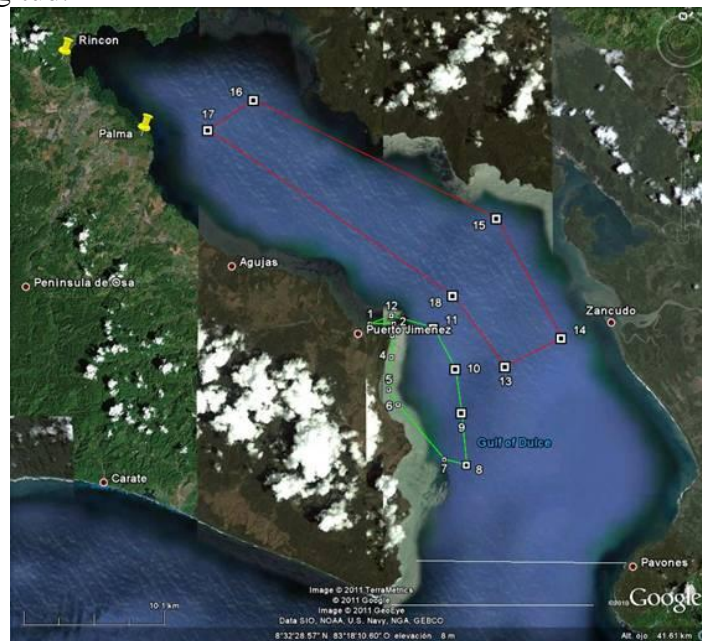 Rincon
16
17
Palma
15
Agujas
Peninsula de Osa
18
12
1
2
11
Zancudo
Puerto Jiménez
14
4
13
10
5
6
9
Gulf of Dulce
7
8
Carate
Pavones
Image © 2011 TerraMetrics
© 2011 Google
Image © 2011 GeoEye
Data SIO, NOAA, U.S. Navy, NGA, GEBCO
©2010 Google
10.1 km
8°32'28.57" N 83°18'10.60" O elevación 8 m
Alt. ojo 41.61 km